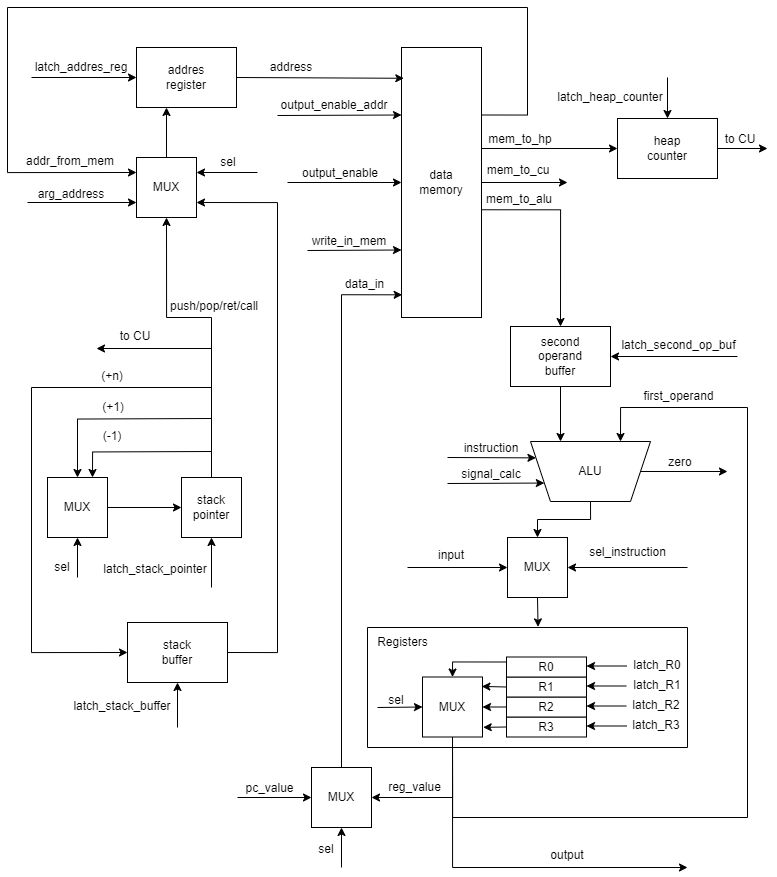 latch_addres_reg
addres
register
address
output_enable_addr
latch_heap_counter
addr_from_mem
sel
MUX
arg_address
output_enable
data
memory
mem_to_hp
heap
counter
to CU
mem_to_cu
mem_to_alu
write_in_mem
data_in
push/pop/ret/call
to CU
(+n)
(+1)
(-1)
second
operand
buffer
latch_second_op_buf
first_operand
instruction
signal_calc
ALU
zero
MUX
stack
pointer
sel
latch_stack_pointer
input
MUX
sel_instruction
stack
buffer
latch_stack_buffer
Registers
R0
latch_R0
R1
latch_R1
sel
MUX
R2
latch_R2
R3
latch_R3
pc_value
MUX
reg_value
sel
output